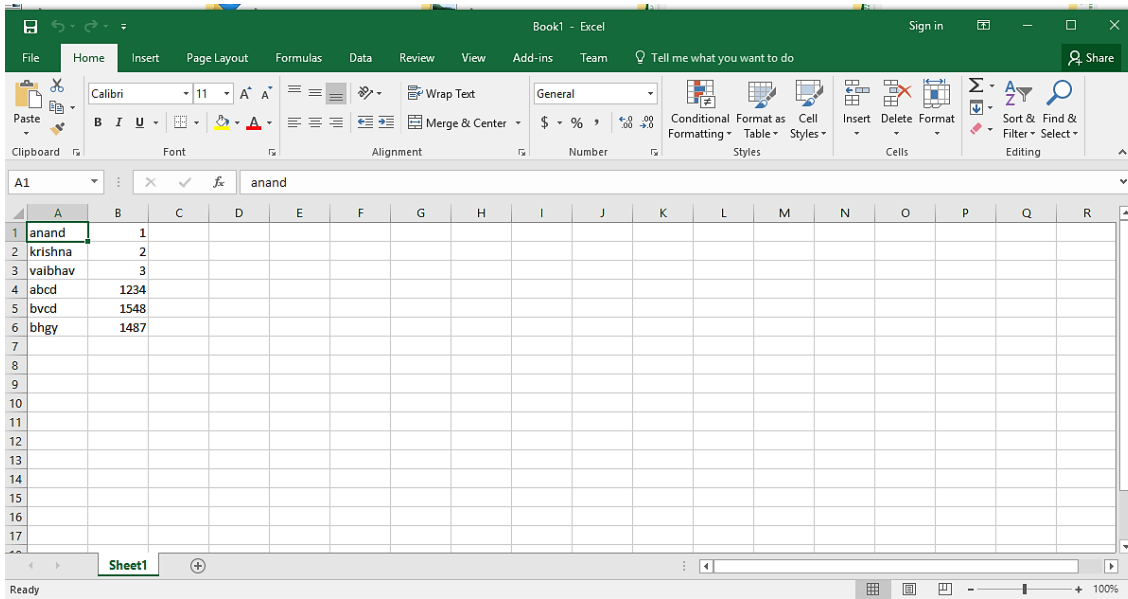 Book1 - Excel
Sign in
File Home Insert Page Layout Formulas Data Review View Add-ins Team Tell me what you want to do Share
Calibri 11 Wrap Text General
Paste B I U Merge & Center $ % , Conditional Formatting Format as Table Cell Styles Insert Delete Format Sort & Filter Find & Select
Clipboard Font Alignment Number Styles Cells Editing
A1 fx anand
A B C D E F G H I J K L M N O P Q R
1 anand 1
2 krishna 2
3 vaibhav 3
4 abcd 1234
5 bvcd 1548
6 bhgy 1487
7
8
9
10
11
12
13
14
15
16
17
Sheet1
Ready 100%